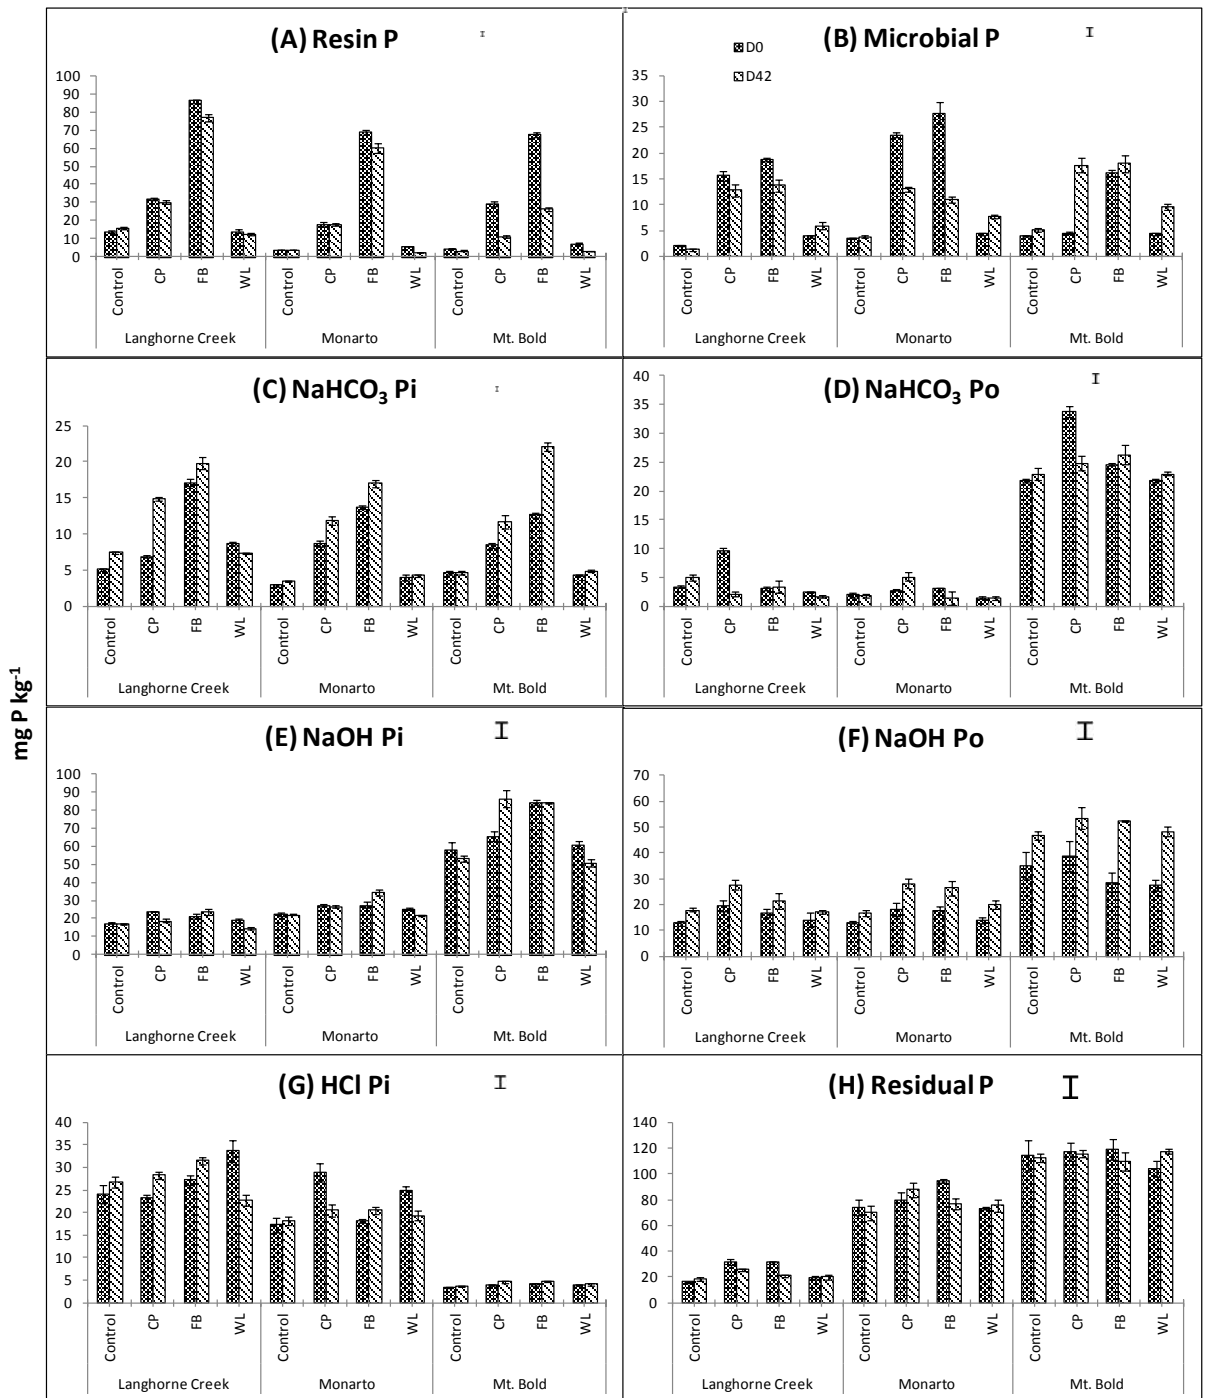 (A) Resin P
100
90
80
70
60
50
40
30
20
10
0
Control CP FB WL Control CP FB WL Control CP FB WL
Langhorne Creek Monarto Mt. Bold
(B) Microbial P
D0
D42
35
30
25
20
15
10
5
0
Control CP FB WL Control CP FB WL Control CP FB WL
Langhorne Creek Monarto Mt. Bold
(C) NaHCO₃ Pi
25
20
15
10
5
0
Control CP FB WL Control CP FB WL Control CP FB WL
Langhorne Creek Monarto Mt. Bold
(D) NaHCO₃ Po
40
35
30
25
20
15
10
5
0
Control CP FB WL Control CP FB WL Control CP FB WL
Langhorne Creek Monarto Mt. Bold
mg P kg⁻¹
(E) NaOH Pi
100
90
80
70
60
50
40
30
20
10
0
Control CP FB WL Control CP FB WL Control CP FB WL
Langhorne Creek Monarto Mt. Bold
(F) NaOH Po
70
60
50
40
30
20
10
0
Control CP FB WL Control CP FB WL Control CP FB WL
Langhorne Creek Monarto Mt. Bold
(G) HCl Pi
40
35
30
25
20
15
10
5
0
Control CP FB WL Control CP FB WL Control CP FB WL
Langhorne Creek Monarto Mt. Bold
(H) Residual P
140
120
100
80
60
40
20
0
Control CP FB WL Control CP FB WL Control CP FB WL
Langhorne Creek Monarto Mt. Bold